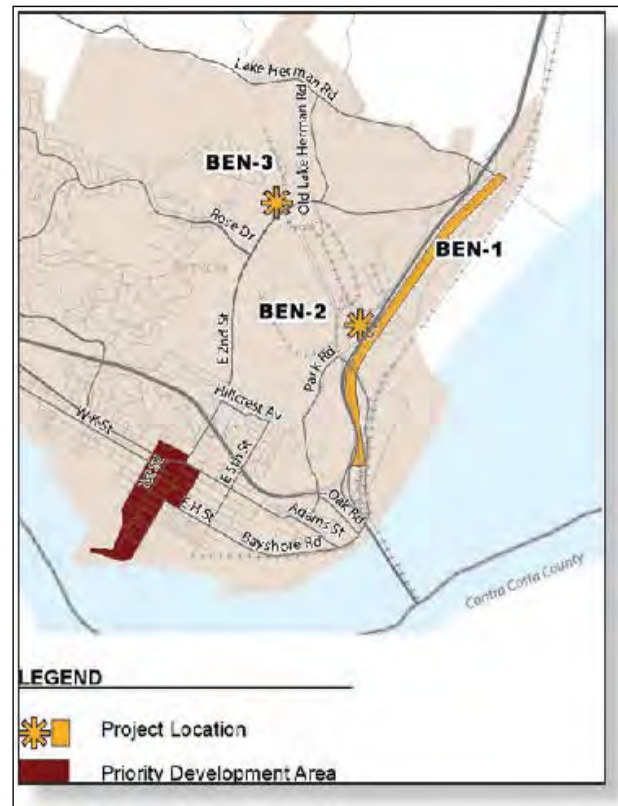 Lake Herman Rd
Old Lake Herman Rd
BEN-3
Rose Dr
BEN-1
BEN-2
E 2nd St
Park Rd
Hillcrest Av
W K St
E 5th St
E H St
Adams St
Oak Rd
Bayshore Rd
Contra Costa County
LEGEND
Project Location
Priority Development Area